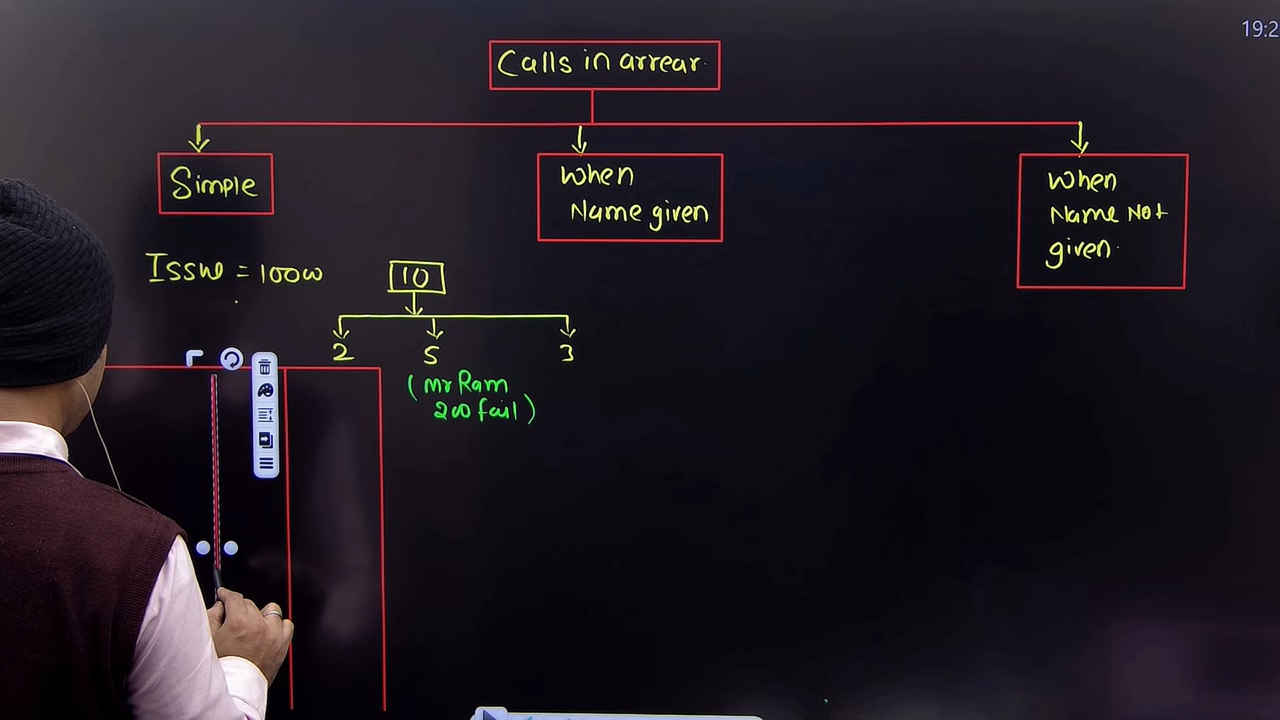 19:2
Calls in arrear
Simple
When
Name given
When
Name Not
given
Issue = 1000
10
2 5 3
(Mr Ram
200 fail)